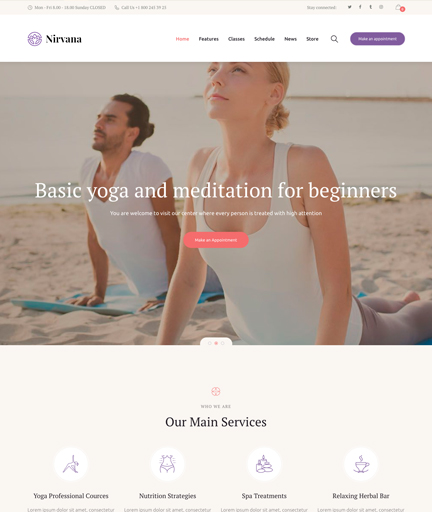 Mon - Fri 8.00 - 18.00 Sunday CLOSED
Call Us +1 800 245 39 25
Stay connected:
Nirvana
Home
Features
Classes
Schedule
News
Store
Make an appointment
Basic yoga and meditation for beginners
You are welcome to visit our center where every person is treated with high attention
Make an Appointment
WHO WE ARE
Our Main Services
Yoga Professional Cources
Nutrition Strategies
Spa Treatments
Relaxing Herbal Bar
Lorem ipsum dolor sit amet, consectetur
Lorem ipsum dolor sit amet, consectetur
Lorem ipsum dolor sit amet, consectetur
Lorem ipsum dolor sit amet, consectetur